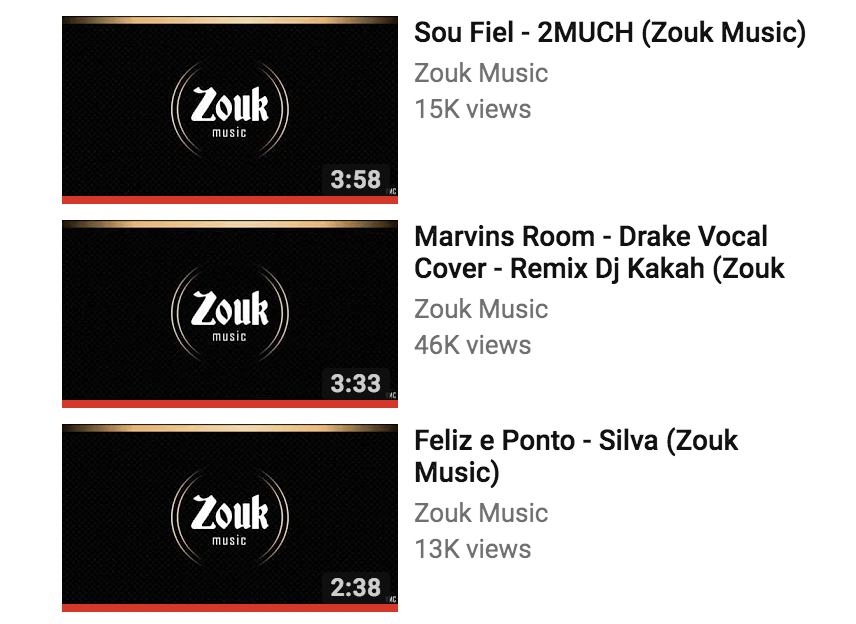 Zouk
music
3:58
Sou Fiel - 2MUCH (Zouk Music)
Zouk Music
15K views
Zouk
music
3:33
Marvins Room - Drake Vocal
Cover - Remix Dj Kakah (Zouk
Zouk Music
46K views
Zouk
music
2:38
Feliz e Ponto - Silva (Zouk
Music)
Zouk Music
13K views